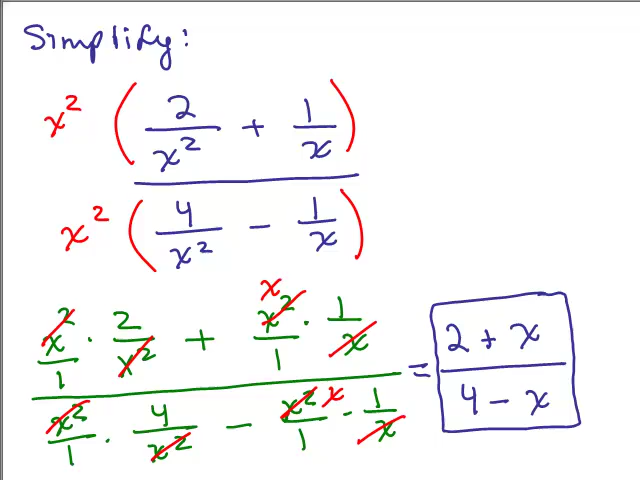 Simplify:
x² ( 2/x² + 1/x )
x² ( 4/x² - 1/x )
x²/1 · 2/x² + x²/1 x · 1/x
x²/1 · 4/x² - x²/1 x · 1/x
= 2 + x / 4 - x